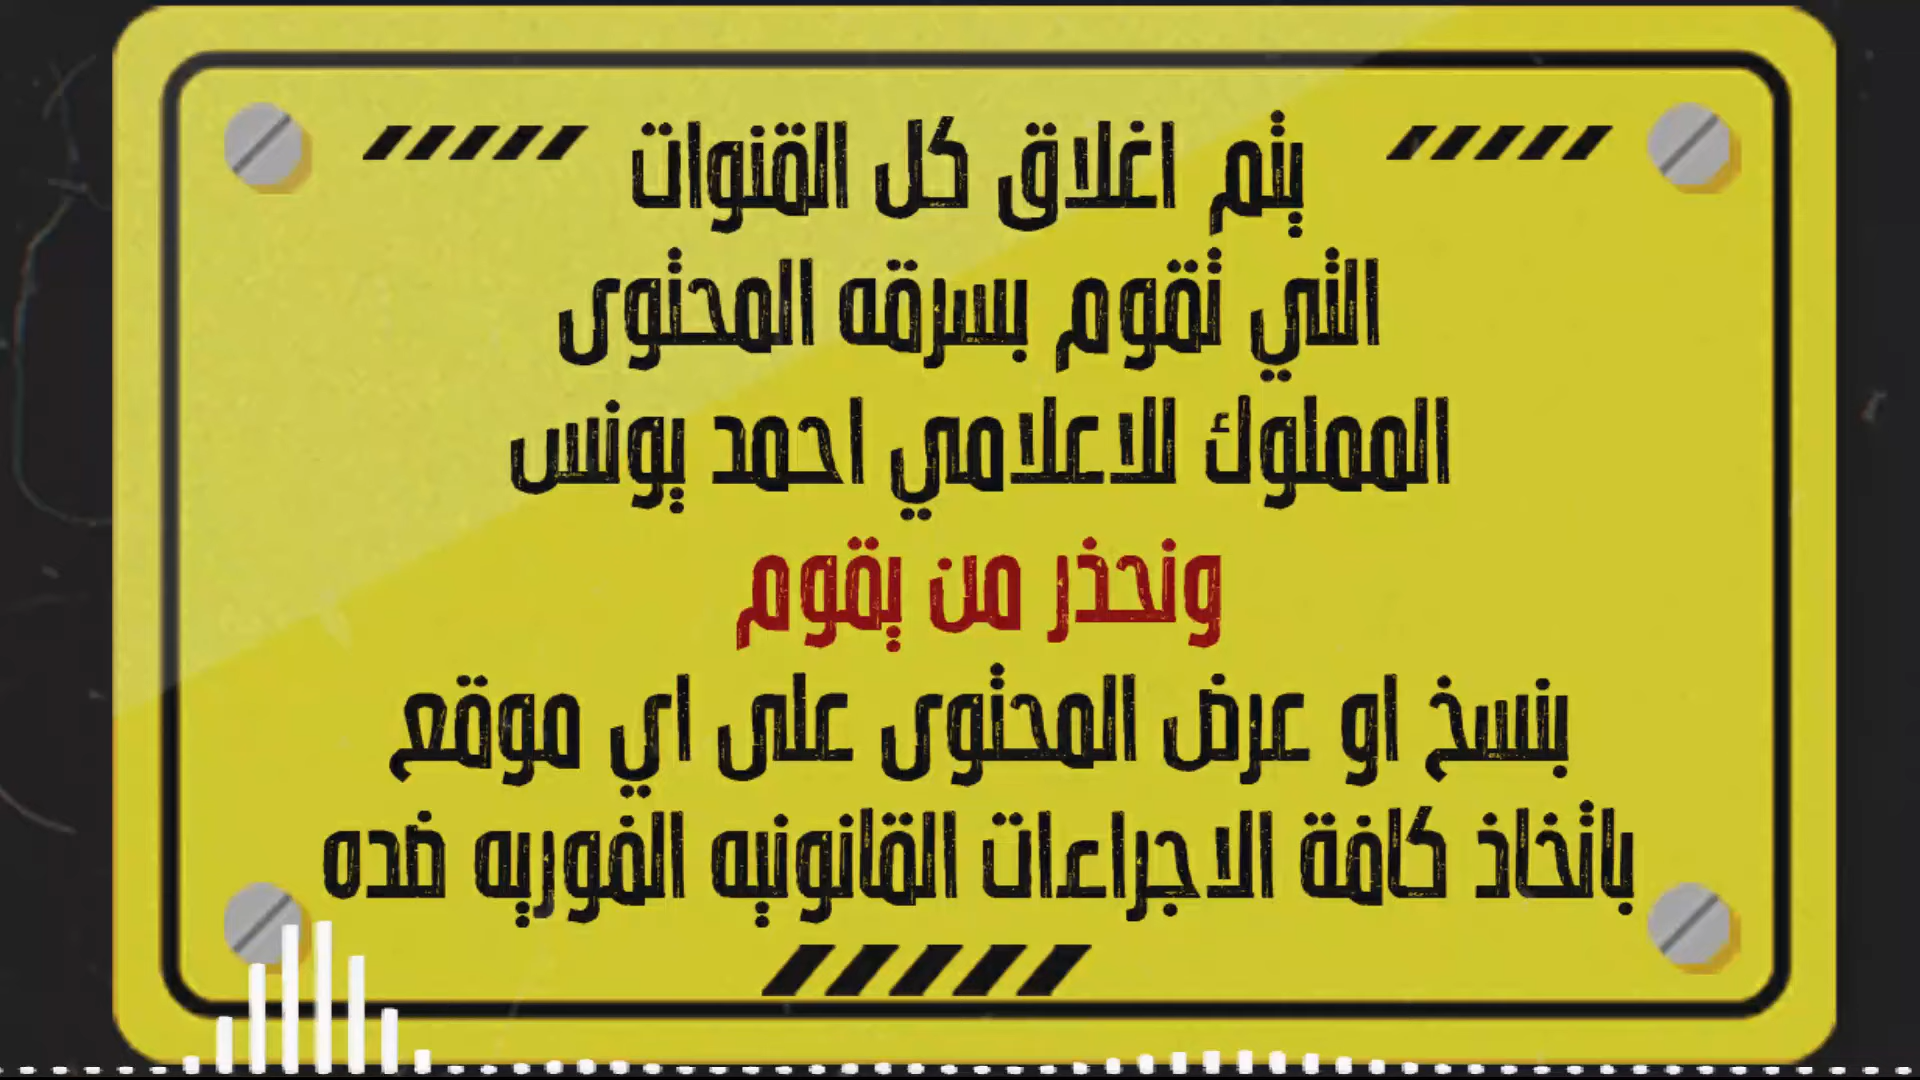 يتم اغلاق كل القنوات
التي تقوم بسرقه المحتوى
المملوك للاعلامي احمد يونس
ونحذر من يقوم
بنسخ او عرض المحتوى على اي موقع
باتخاذ كافة الاجراءات القانونيه الفوريه ضده